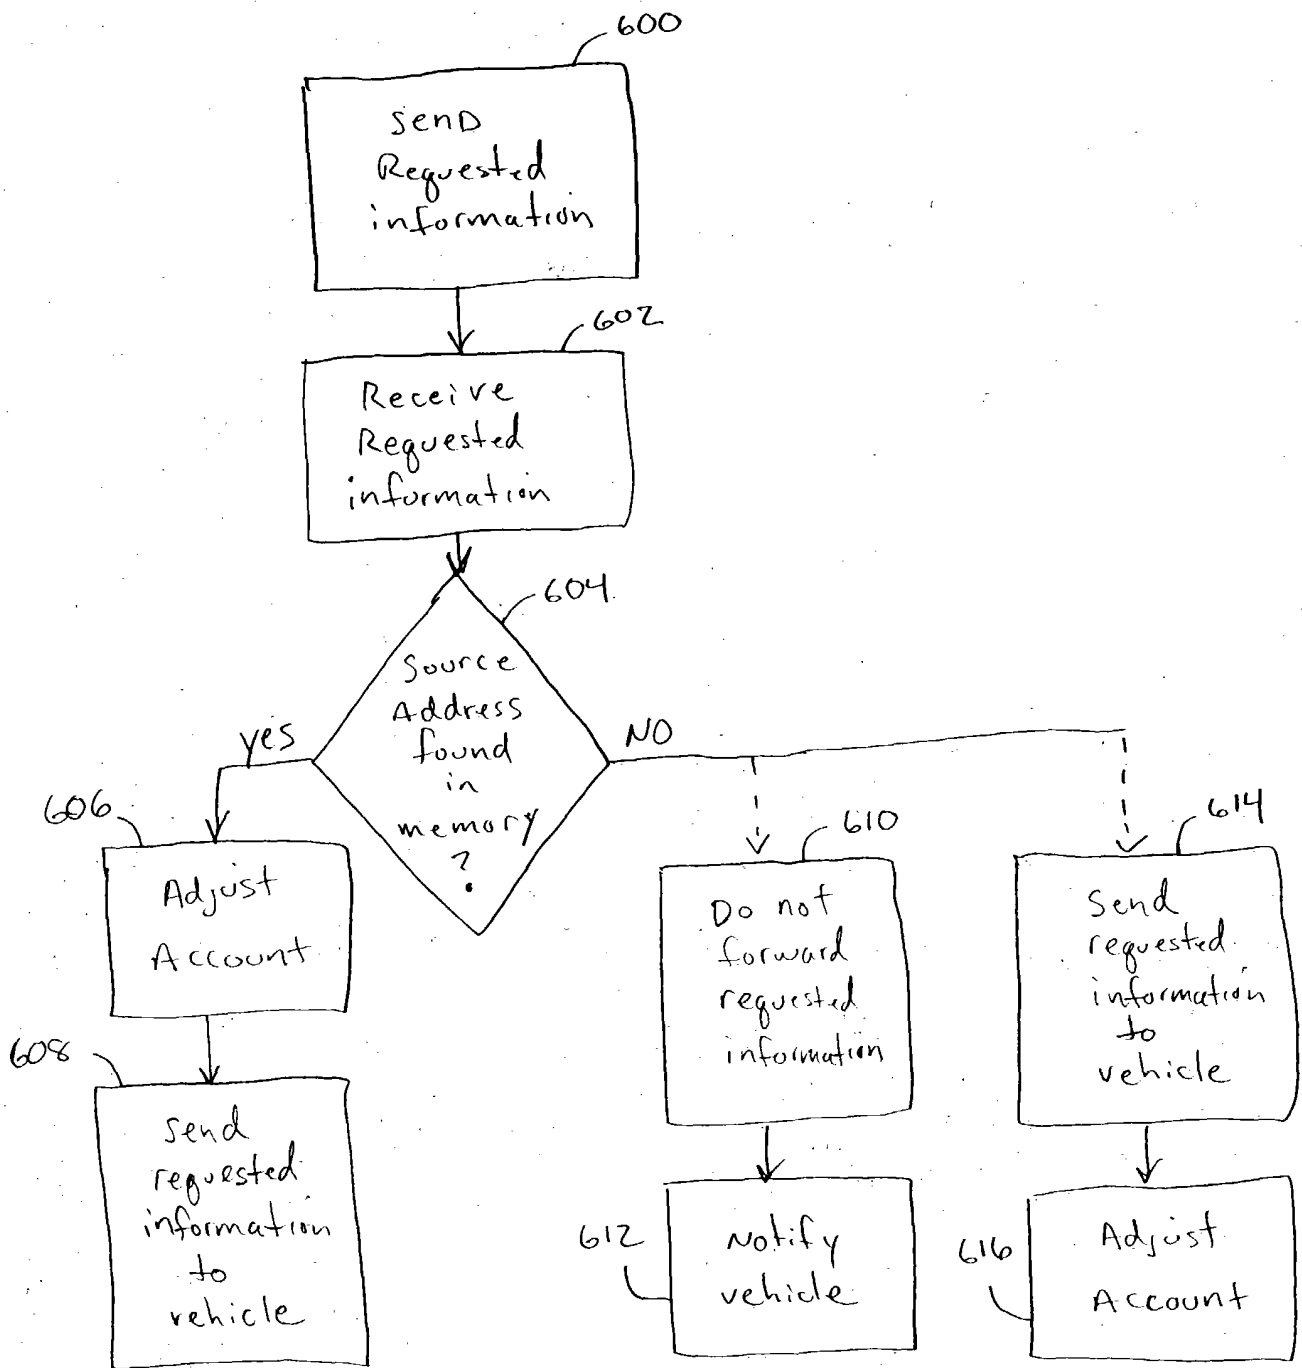 600
senD
Requested
information
602
Receive
Requested
information
604
Source
Address
found
in
memory
?
yes
NO
606
Adjust
Account
608
send
requested
information
to
vehicle
610
Do not
forward
requested
information
612
Notify
vehicle
614
Send
requested
information
to
vehicle
616
Adjust
Account